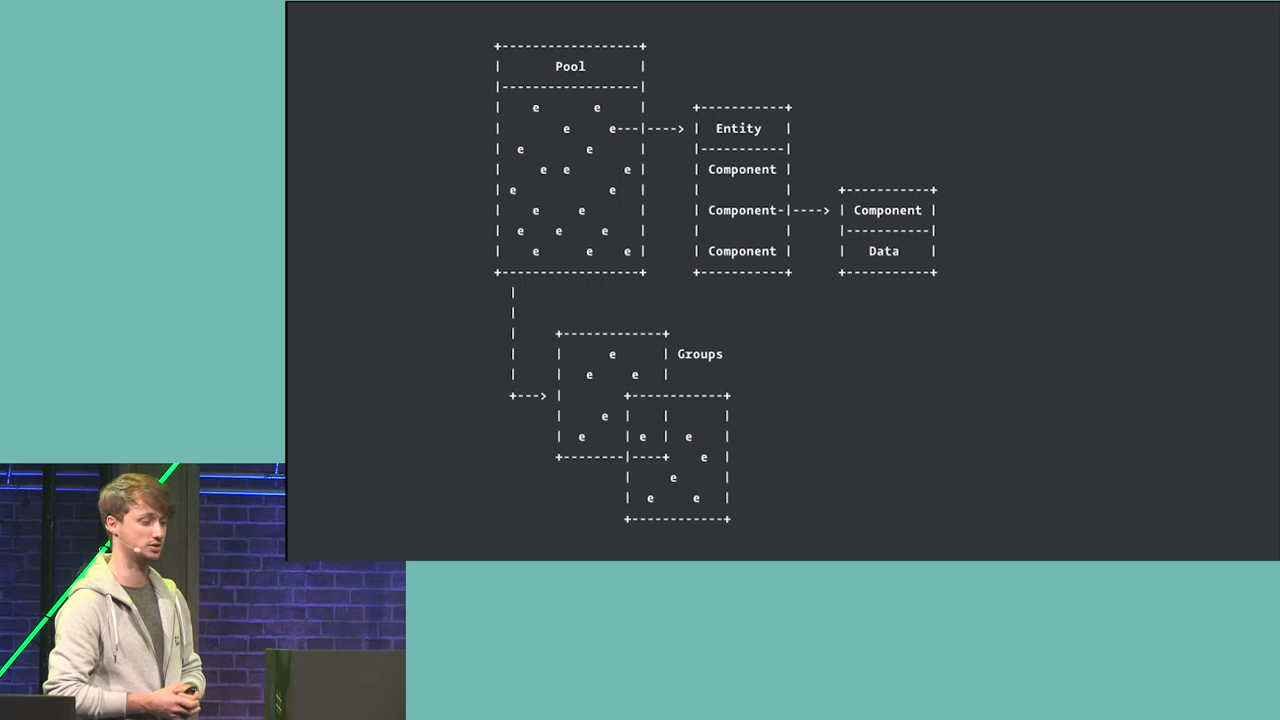 +------------------+
|       Pool       |
|------------------|
|    e       e     |       +-----------+
|        e     e---|---->  |  Entity   |
|  e        e      |       |-----------|
|     e  e       e |       | Component |
| e            e   |       |           |      +-----------+
|    e     e       |       | Component-|----> | Component |
|  e    e     e    |       |           |      |-----------|
|    e      e    e |       | Component |      |   Data    |
+------------------+       +-----------+      +-----------+
  |
  |
  |     +-------------+
  |     |      e      | Groups
  |     |   e     e   |
  +---> |        +------------+
        |     e  |    |       |
        |  e     | e  |  e    |
        +--------|----+    e  |
                 |     e      |
                 |  e     e   |
                 +------------+